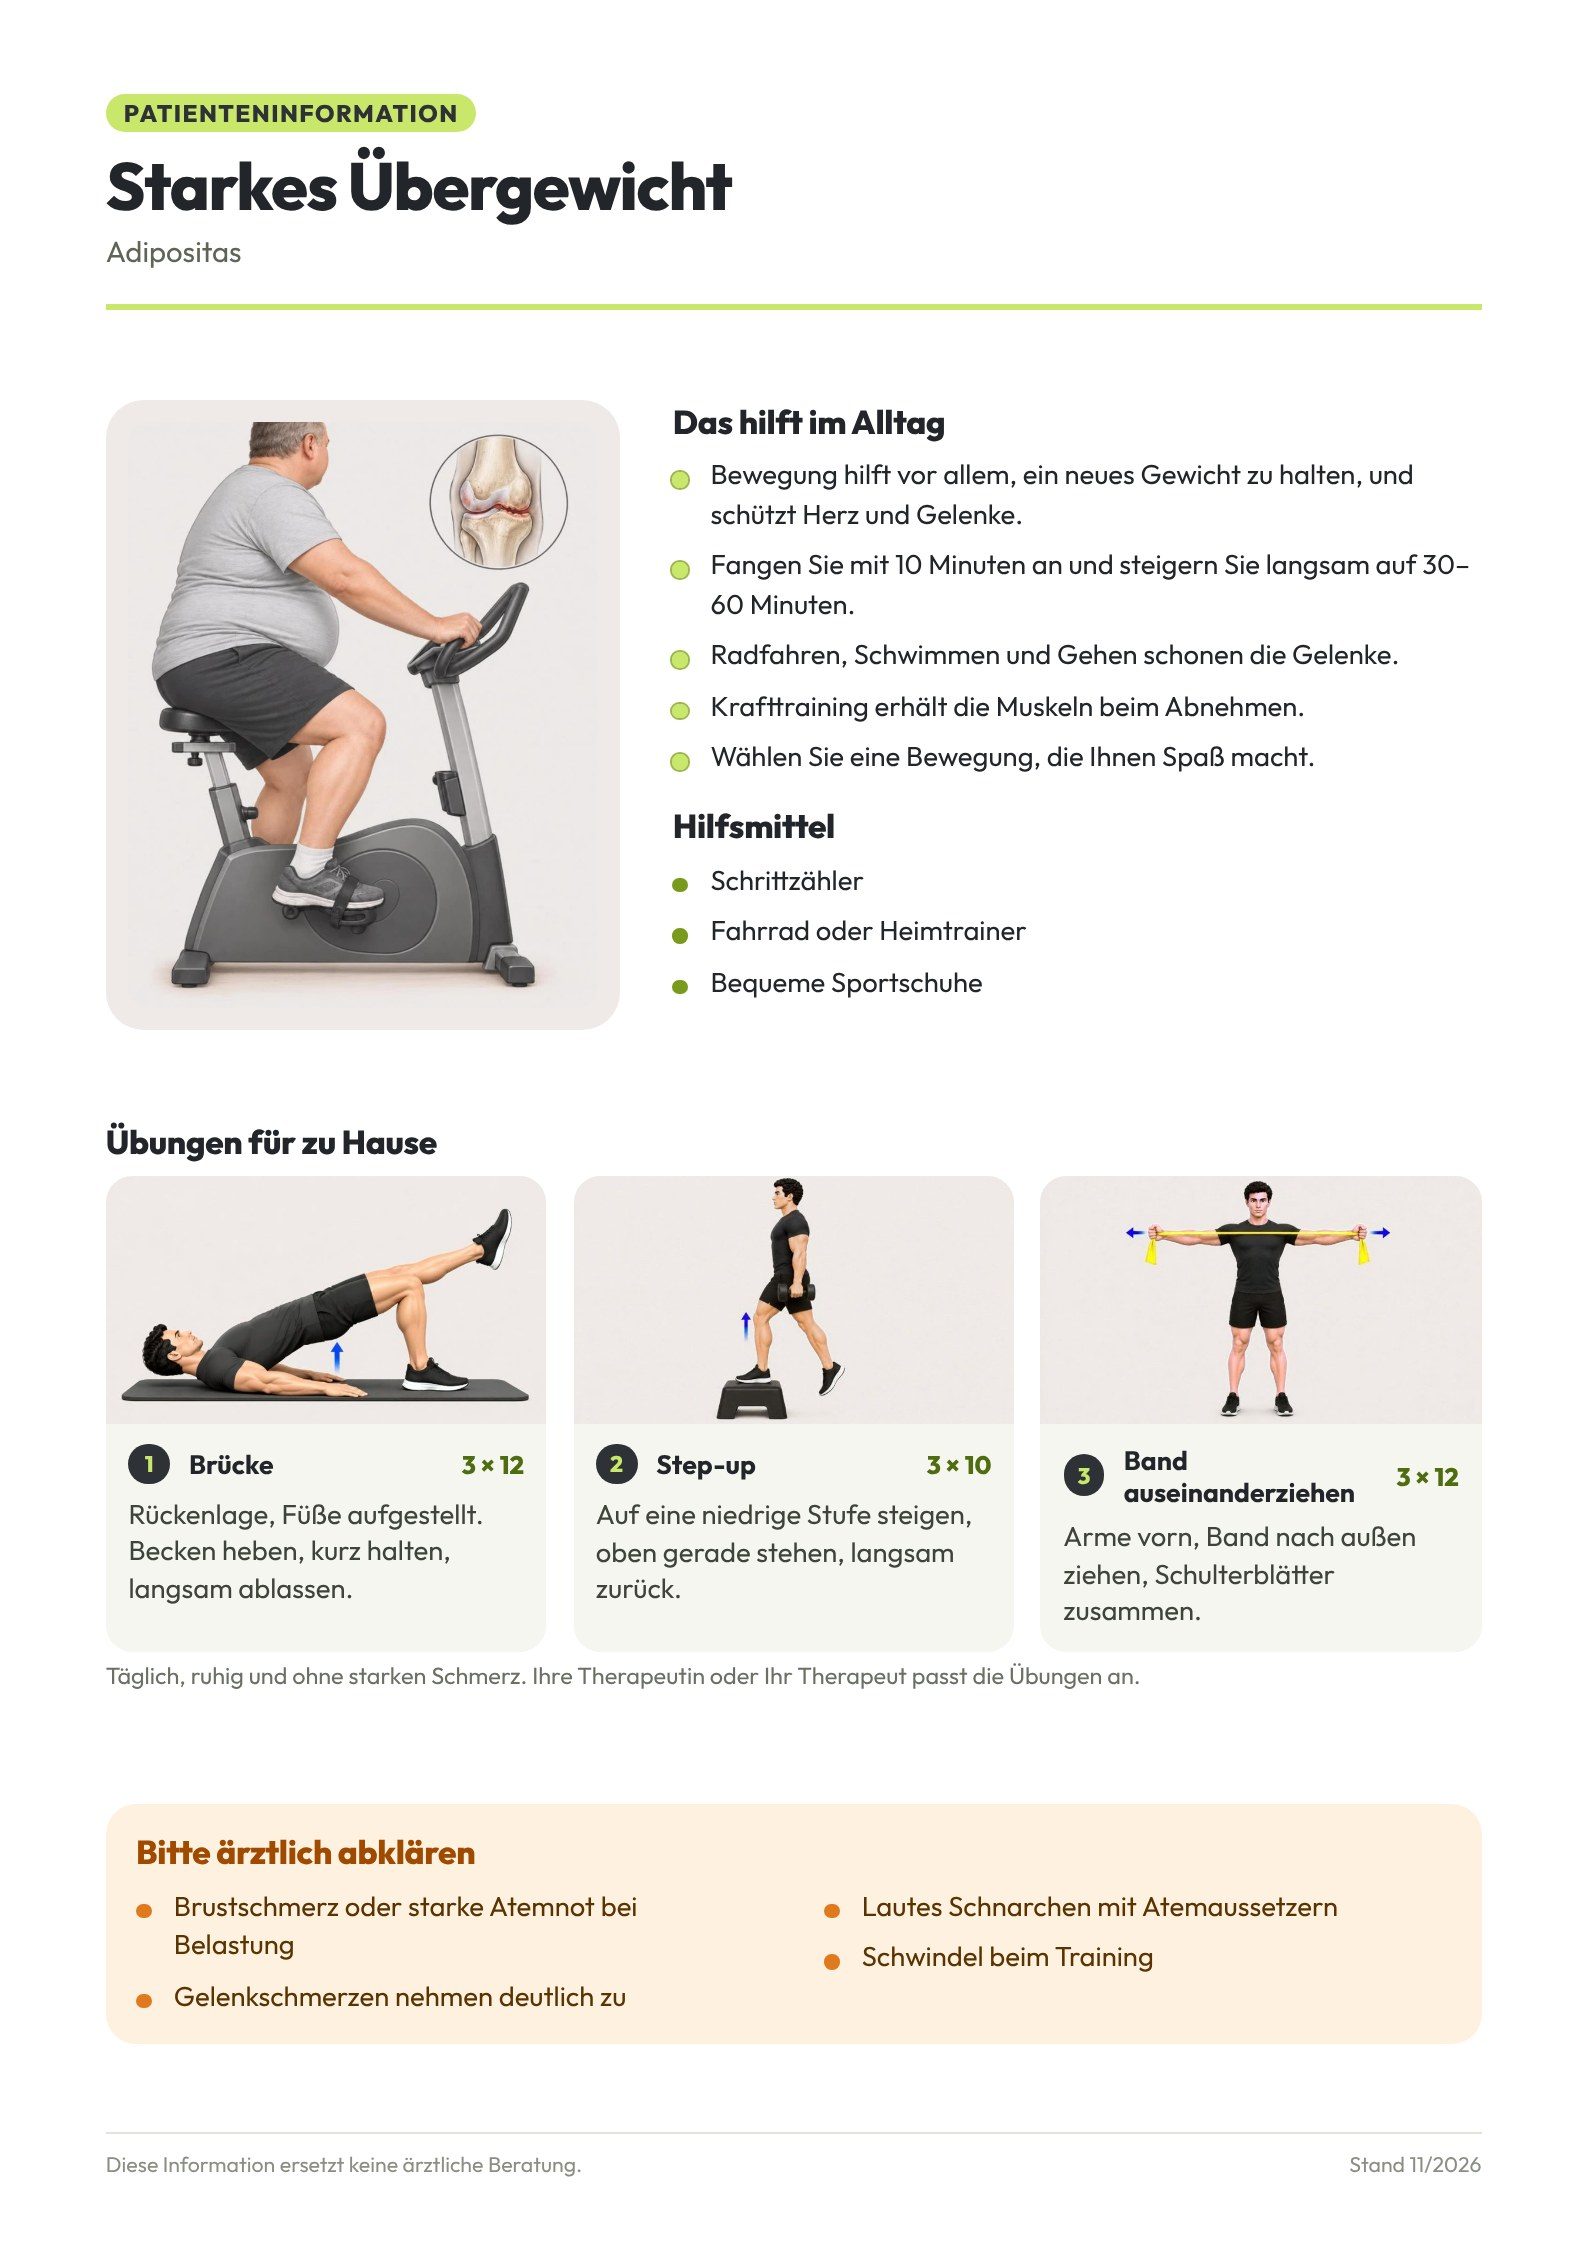 PATIENTENINFORMATION
Starkes Übergewicht
Adipositas
Das hilft im Alltag
Bewegung hilft vor allem, ein neues Gewicht zu halten, und
schützt Herz und Gelenke.
Fangen Sie mit 10 Minuten an und steigern Sie langsam auf 30–
60 Minuten.
Radfahren, Schwimmen und Gehen schonen die Gelenke.
Krafttraining erhält die Muskeln beim Abnehmen.
Wählen Sie eine Bewegung, die Ihnen Spaß macht.
Hilfsmittel
Schrittzähler
Fahrrad oder Heimtrainer
Bequeme Sportschuhe
Übungen für zu Hause
1 Brücke 3 × 12
Rückenlage, Füße aufgestellt.
Becken heben, kurz halten,
langsam ablassen.
2 Step-up 3 × 10
Auf eine niedrige Stufe steigen,
oben gerade stehen, langsam
zurück.
3 Band
auseinanderziehen 3 × 12
Arme vorn, Band nach außen
ziehen, Schulterblätter
zusammen.
Täglich, ruhig und ohne starken Schmerz. Ihre Therapeutin oder Ihr Therapeut passt die Übungen an.
Bitte ärztlich abklären
Brustschmerz oder starke Atemnot bei
Belastung
Gelenkschmerzen nehmen deutlich zu
Lautes Schnarchen mit Atemaussetzern
Schwindel beim Training
Diese Information ersetzt keine ärztliche Beratung.
Stand 11/2026